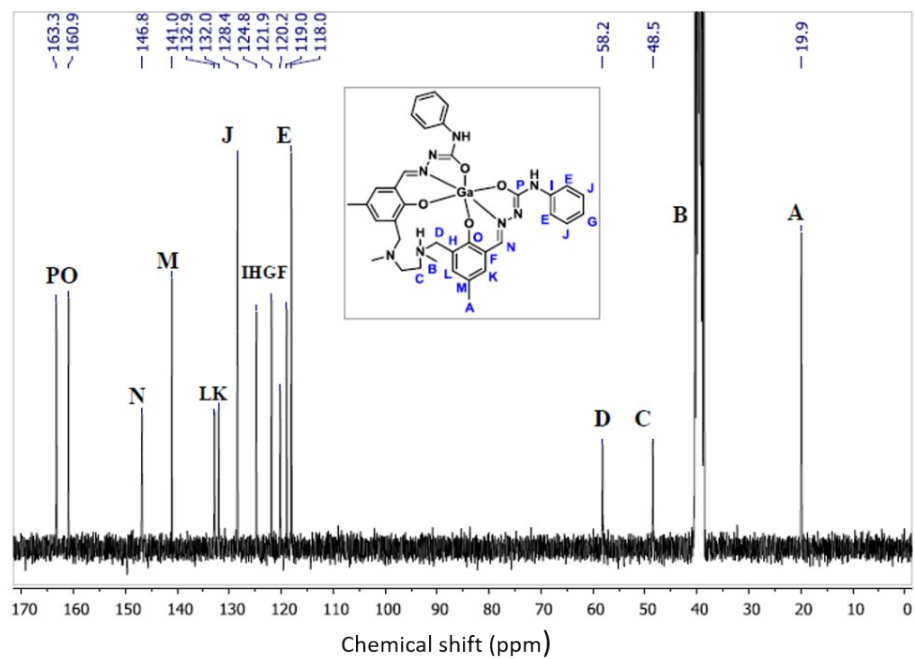 163.3
160.9
146.8
141.0
132.9
132.0
128.4
124.8
121.9
120.2
119.0
118.0
58.2
48.5
19.9
J
E
B
A
PO
M
IHGF
N
LK
D
C
NH
N
N
O
O
Ga
P
H
N
I
E
J
E
J
G
O
N
N
O
O
H
N
D
H
N
F
N
B
C
L
K
M
A
170 160 150 140 130 120 110 100 90 80 70 60 50 40 30 20 10 0
Chemical shift (ppm)